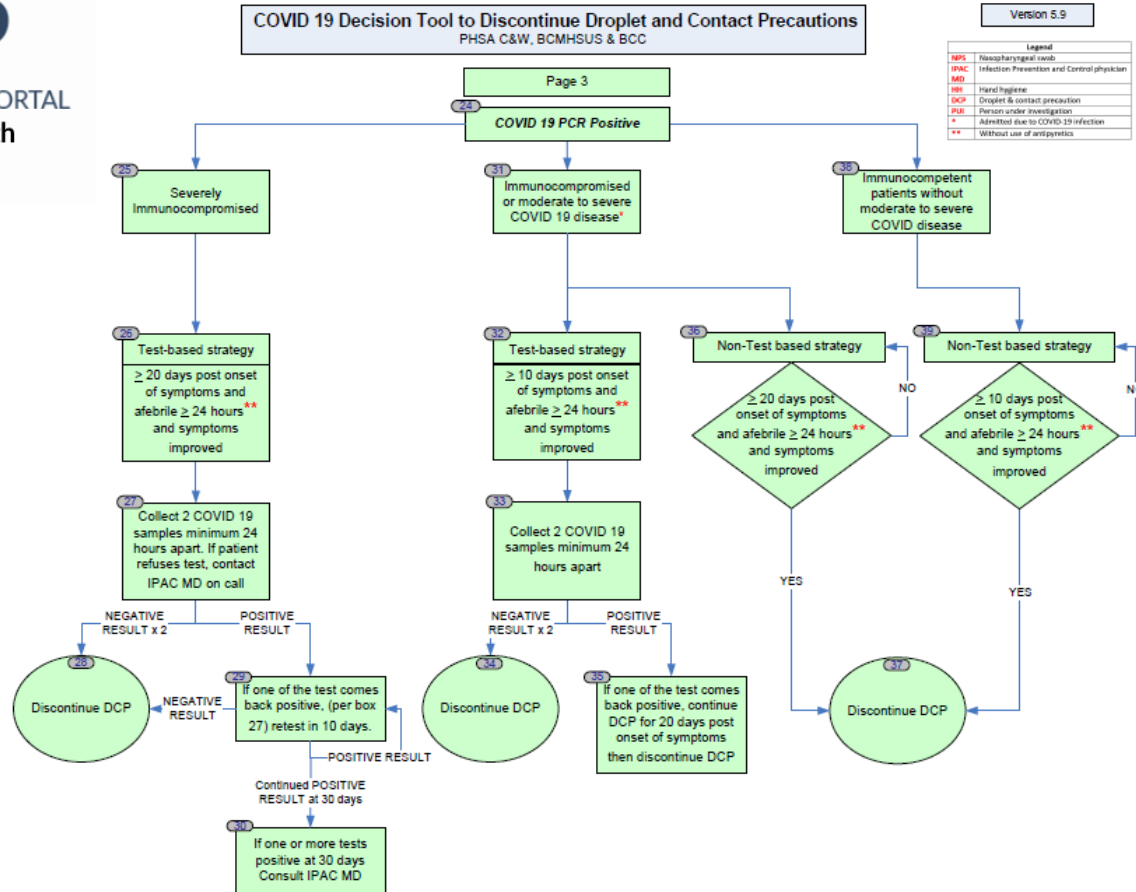 ORTAL
h
COVID 19 Decision Tool to Discontinue Droplet and Contact Precautions
PHSA C&W, BCMHSUS & BCC
Version 5.9
Legend
NPS Nasopharyngeal swab
IPAC MD Infection Prevention and Control physician
HH Hand hygiene
DCP Droplet & contact precaution
PUI Person under investigation
* Admitted due to COVID-19 infection
** Without use of antipyretics
Page 3
24
COVID 19 PCR Positive
25
Severely
Immunocompromised
31
Immunocompromised
or moderate to severe
COVID 19 disease*
38
Immunocompetent
patients without
moderate to severe
COVID disease
26
Test-based strategy
≥ 20 days post onset
of symptoms and
afebrile ≥ 24 hours**
and symptoms
improved
32
Test-based strategy
≥ 10 days post onset
of symptoms and
afebrile ≥ 24 hours**
and symptoms
improved
36
Non-Test based strategy
NO
≥ 20 days post
onset of symptoms
and afebrile ≥ 24 hours**
and symptoms
improved
39
Non-Test based strategy
N
≥ 10 days post
onset of symptoms
and afebrile ≥ 24 hours**
and symptoms
improved
27
Collect 2 COVID 19
samples minimum 24
hours apart. If patient
refuses test, contact
IPAC MD on call
33
Collect 2 COVID 19
samples minimum 24
hours apart
YES
YES
NEGATIVE
RESULT x 2
POSITIVE
RESULT
NEGATIVE
RESULT x 2
POSITIVE
RESULT
28
Discontinue DCP
NEGATIVE
RESULT
29
If one of the test comes
back positive, (per box
27) retest in 10 days.
POSITIVE RESULT
34
Discontinue DCP
35
If one of the test comes
back positive, continue
DCP for 20 days post
onset of symptoms
then discontinue DCP
37
Discontinue DCP
Continued POSITIVE
RESULT at 30 days
30
If one or more tests
positive at 30 days
Consult IPAC MD